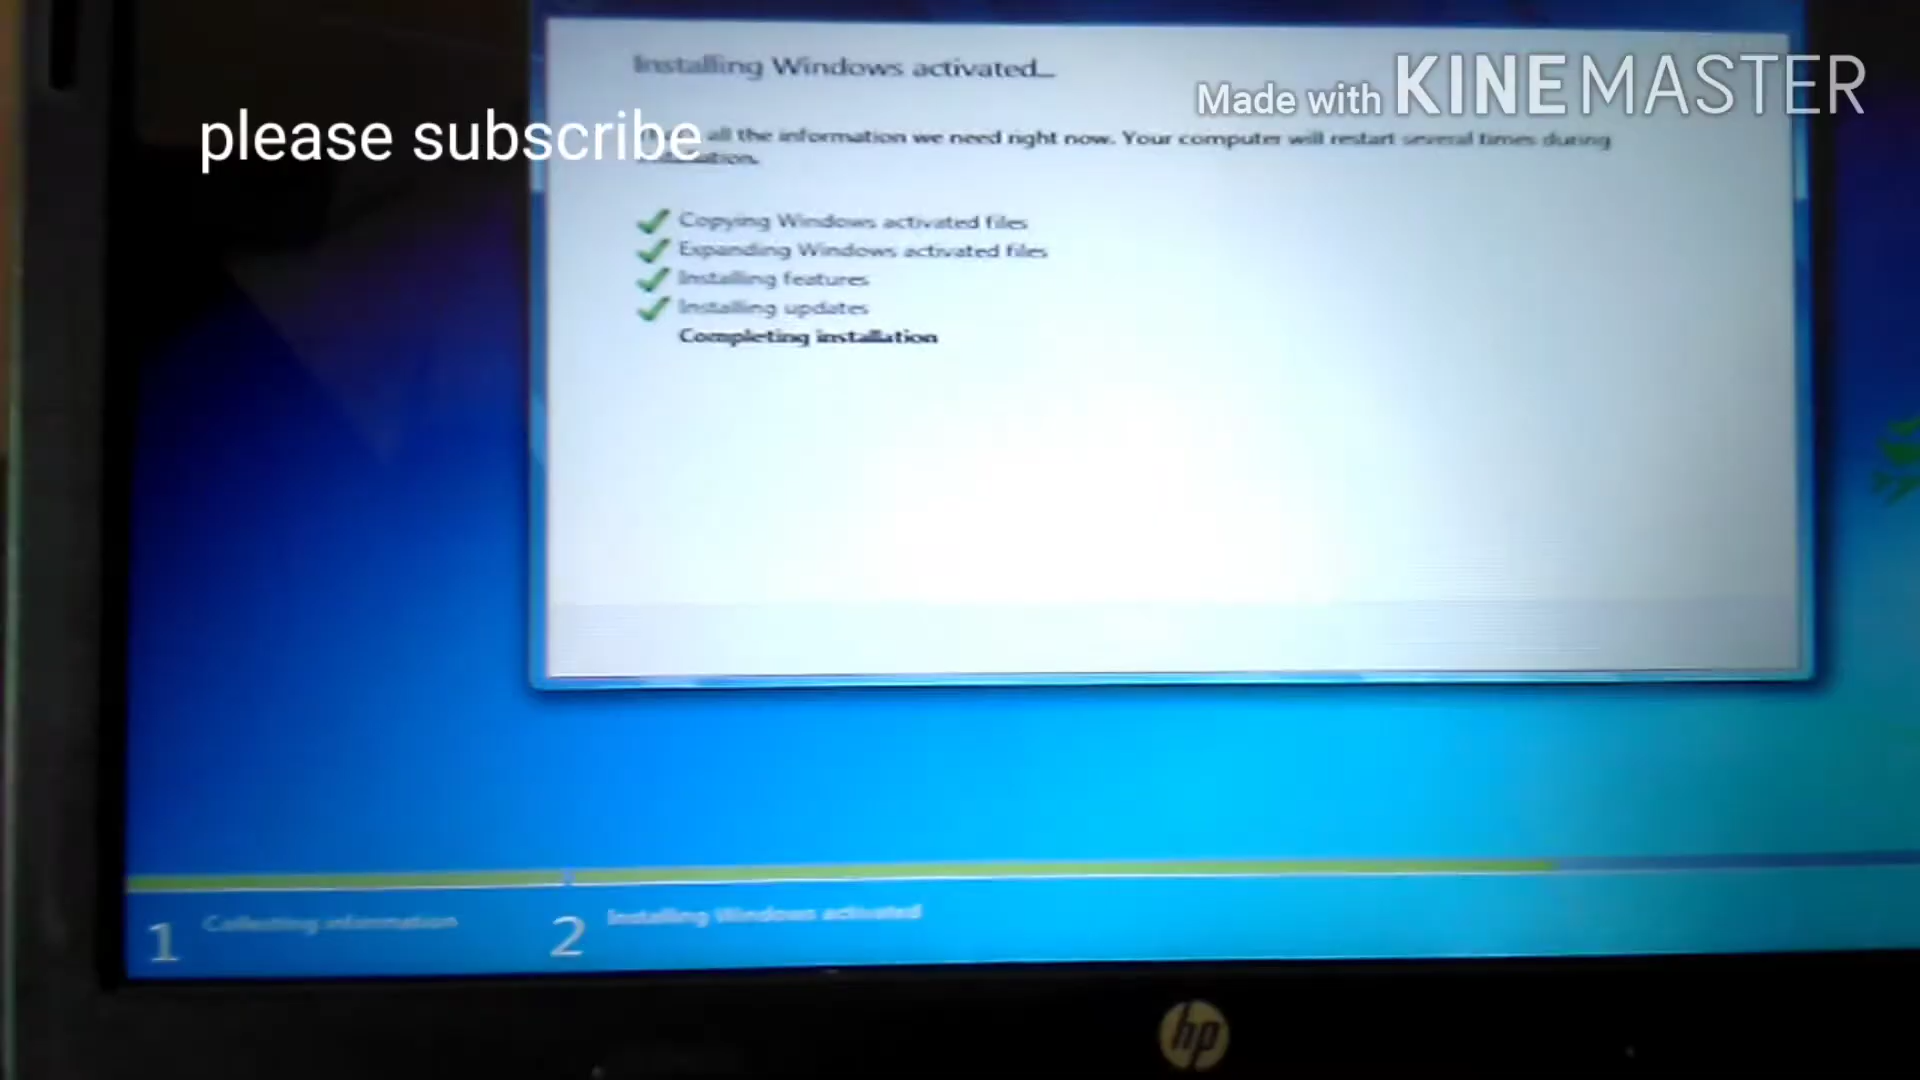 Installing Windows activated...
Made with KINEMASTER
please subscribe
all the information we need right now. Your computer will restart several times during
Copying Windows activated files
Expanding Windows activated files
Installing features
Installing updates
Completing installation
1 Collecting information
2 Installing Windows activated
hp